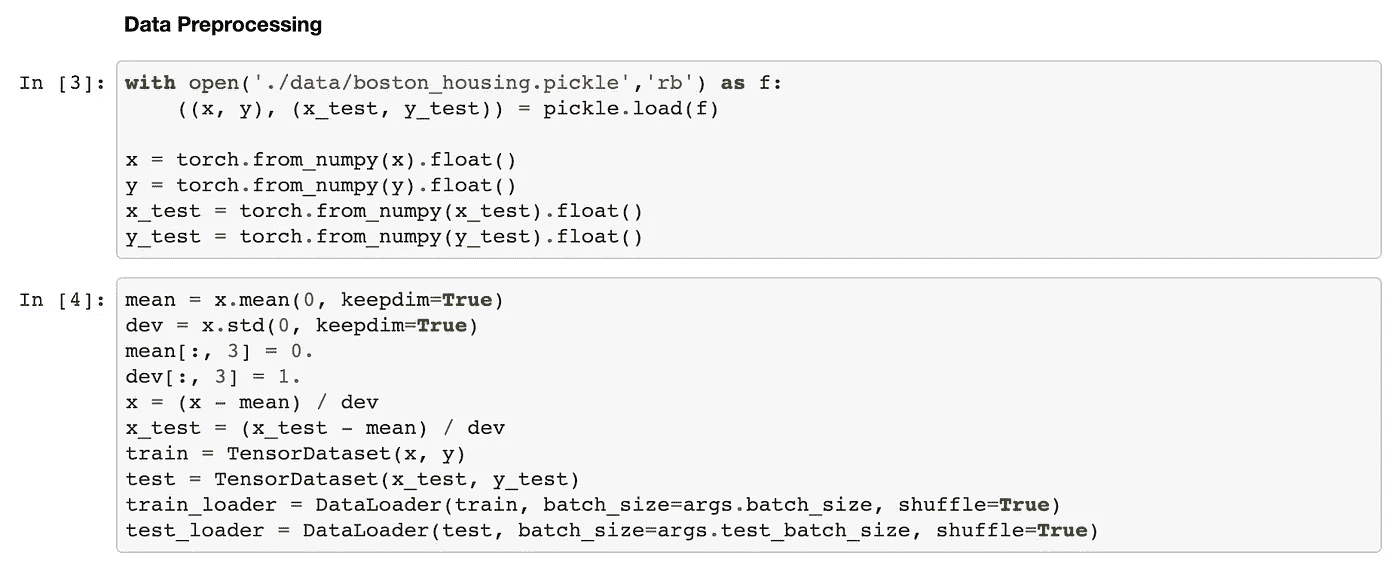 Data Preprocessing
In [3]: with open('./data/boston_housing.pickle','rb') as f:
    ((x, y), (x_test, y_test)) = pickle.load(f)

x = torch.from_numpy(x).float()
y = torch.from_numpy(y).float()
x_test = torch.from_numpy(x_test).float()
y_test = torch.from_numpy(y_test).float()
In [4]: mean = x.mean(0, keepdim=True)
dev = x.std(0, keepdim=True)
mean[:, 3] = 0.
dev[:, 3] = 1.
x = (x - mean) / dev
x_test = (x_test - mean) / dev
train = TensorDataset(x, y)
test = TensorDataset(x_test, y_test)
train_loader = DataLoader(train, batch_size=args.batch_size, shuffle=True)
test_loader = DataLoader(test, batch_size=args.test_batch_size, shuffle=True)